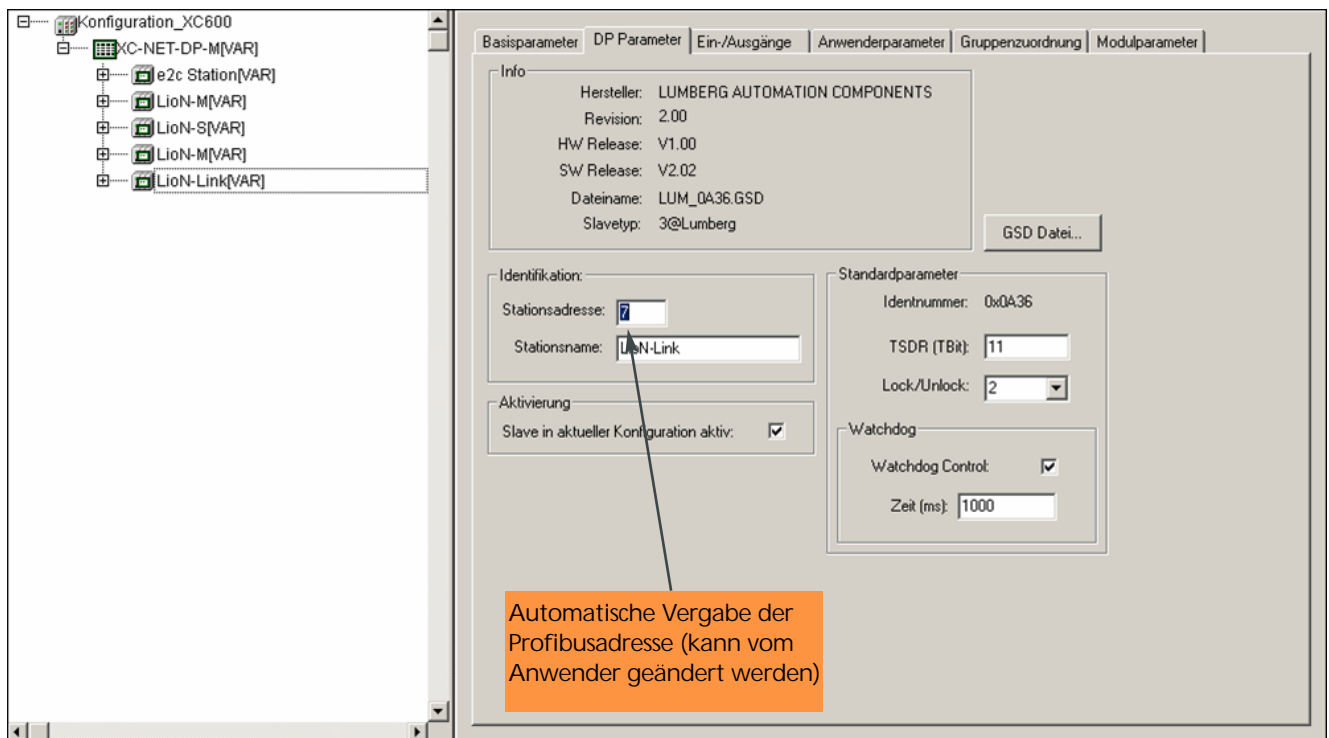 Konfiguration_XC600
XC-NET-DP-M[VAR]
e2c Station[VAR]
LioN-M[VAR]
LioN-S[VAR]
LioN-M[VAR]
LioN-Link[VAR]
Basisparameter DP Parameter Ein-/Ausgänge Anwenderparameter Gruppenzuordnung Modulparameter
Info
Hersteller: LUMBERG AUTOMATION COMPONENTS
Revision: 2.00
HW Release: V1.00
SW Release: V2.02
Dateiname: LUM_0A36.GSD
Slavetyp: 3@Lumberg
GSD Datei...
Identifikation:
Stationsadresse: 7
Stationsname: LioN-Link
Aktivierung
Slave in aktueller Konfiguration aktiv:
Standardparameter
Identnummer: 0x0A36
TSDR (TBit): 11
Lock/Unlock: 2
Watchdog
Watchdog Control:
Zeit (ms): 1000
Automatische Vergabe der
Profibusadresse (kann vom
Anwender geändert werden)